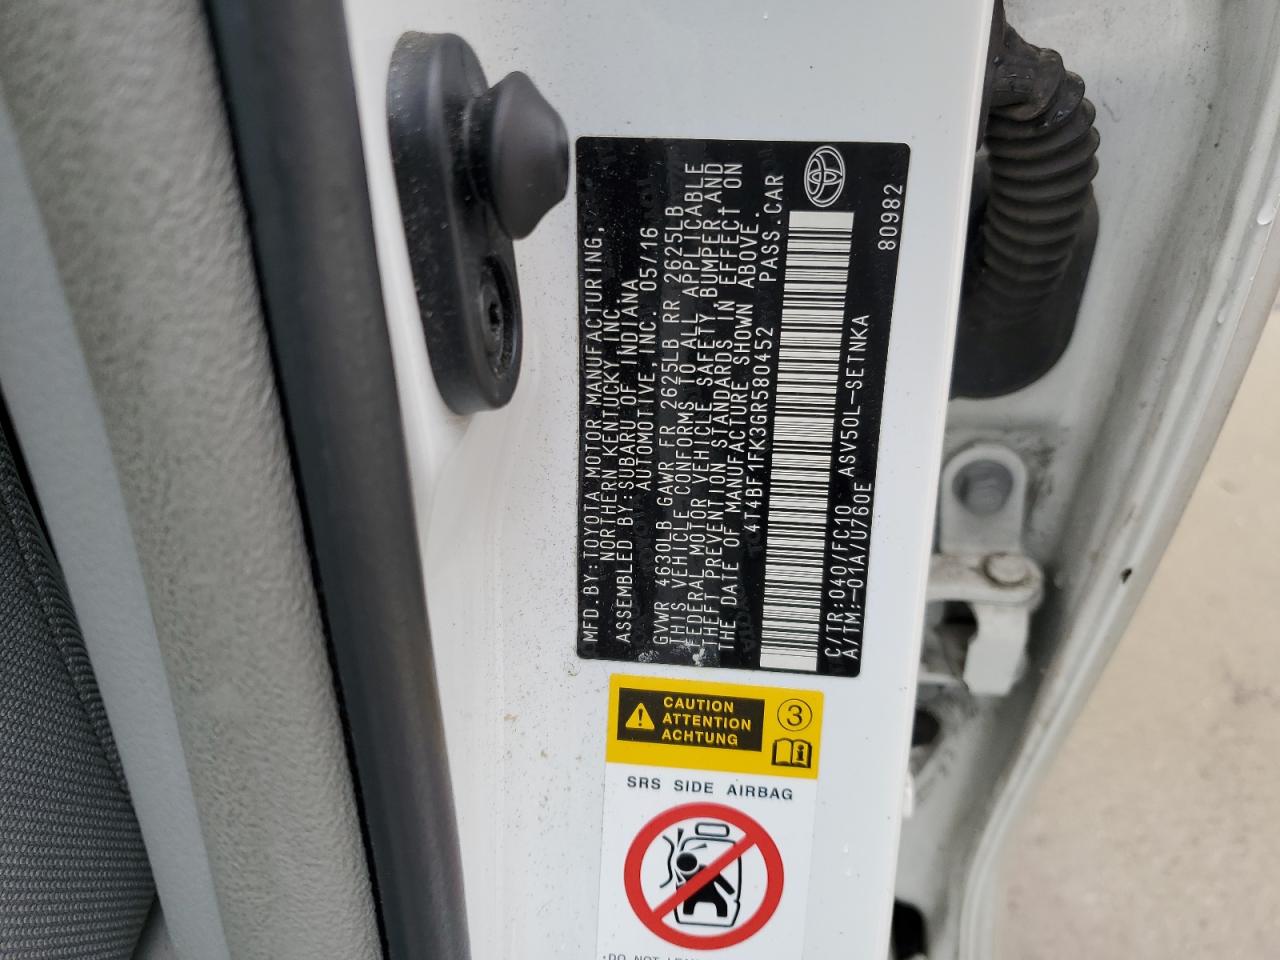 MFD.BY:TOYOTA MOTOR MANUFACTURING,
NORTHERN KENTUCKY, INC.
ASSEMBLED BY:SUBARU OF INDIANA
AUTOMOTIVE,INC. 05/16
GVWR 4630LB GAWR FR 2625LB RR 2625LB
THIS VEHICLE CONFORMS TO ALL APPLICABLE
FEDERAL MOTOR VEHICLE SAFETY,BUMPER AND
THEFT PREVENTION STANDARDS IN EFFECT ON
THE DATE OF MANUFACTURE SHOWN ABOVE.
4T4BF1FK3GR580452 PASS.CAR
C/TR:040/FC10 ASV50L-SETNKA
A/TM:-01A/U760E
80982
CAUTION
ATTENTION
ACHTUNG
3
SRS SIDE AIRBAG